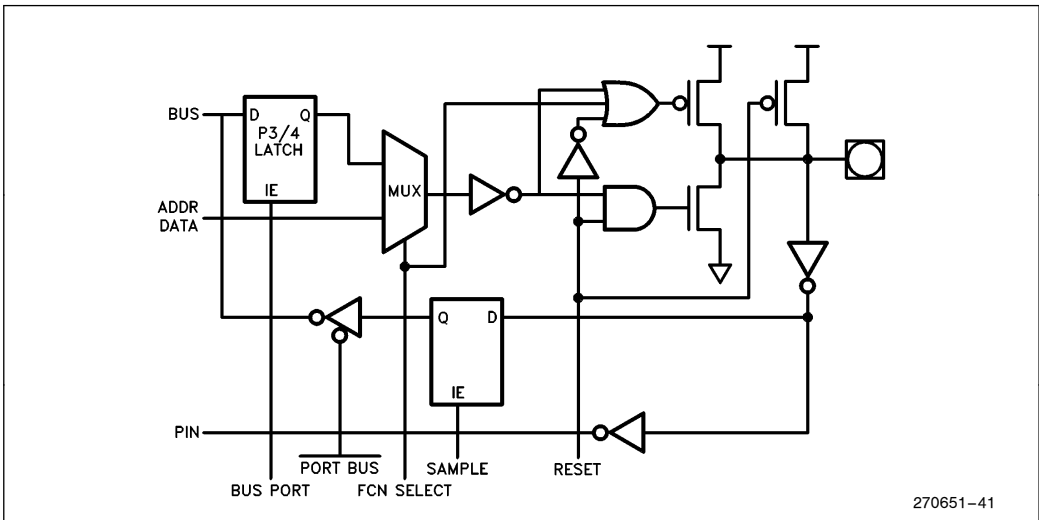 BUS
D Q
P3/4
LATCH
IE
MUX
ADDR
DATA
Q D
IE
PIN
PORT BUS
SAMPLE
RESET
BUS PORT
FCN SELECT
270651-41